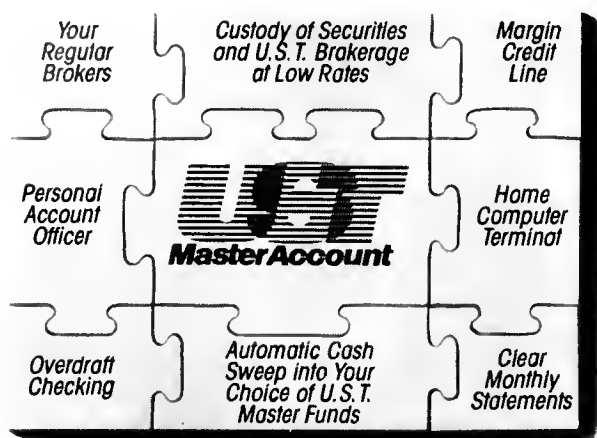 Your
Regular
Brokers
Custody of Securities
and U.S.T. Brokerage
at Low Rates
Margin
Credit
Line
Personal
Account
Officer
UST
MasterAccount
Home
Computer
Terminal
Overdraft
Checking
Automatic Cash
Sweep into Your
Choice of U.S.T.
Master Funds
Clear
Monthly
Statements